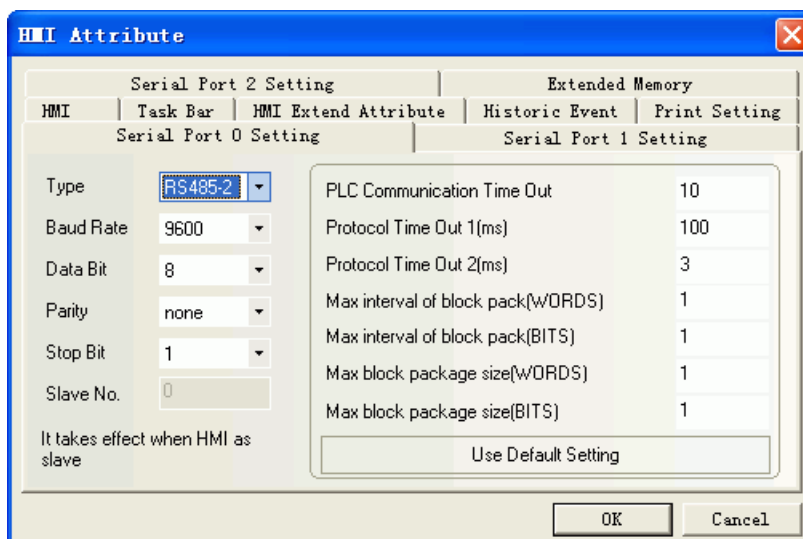 HMI Attribute
Serial Port 2 Setting Extended Memory
HMI Task Bar HMI Extend Attribute Historic Event Print Setting
Serial Port 0 Setting Serial Port 1 Setting
Type RS485-2
Baud Rate 9600
Data Bit 8
Parity none
Stop Bit 1
Slave No. 0
It takes effect when HMI as
slave
PLC Communication Time Out 10
Protocol Time Out 1(ms) 100
Protocol Time Out 2(ms) 3
Max interval of block pack(WORDS) 1
Max interval of block pack(BITS) 1
Max block package size(WORDS) 1
Max block package size(BITS) 1
Use Default Setting
OK Cancel